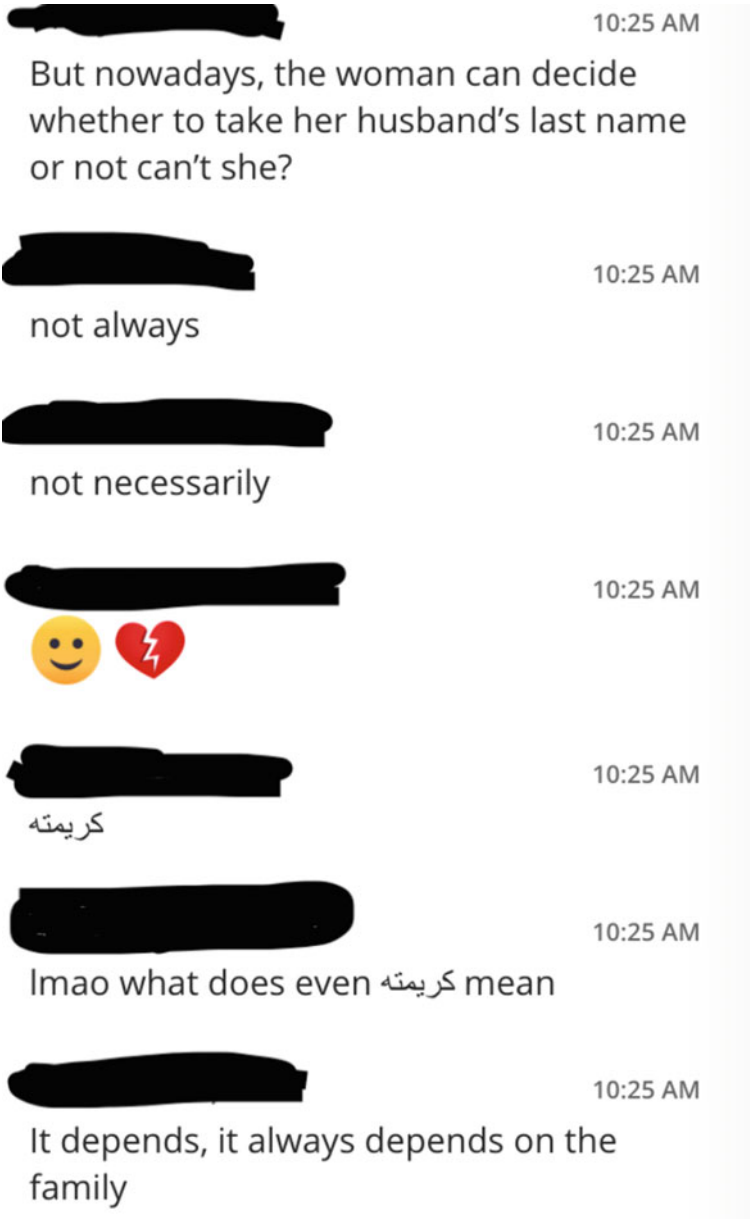 10:25 AM
But nowadays, the woman can decide
whether to take her husband's last name
or not can't she?
10:25 AM
not always
10:25 AM
not necessarily
10:25 AM
🙂 💔
10:25 AM
كريمته
10:25 AM
lmao what does even كريمته mean
10:25 AM
It depends, it always depends on the
family